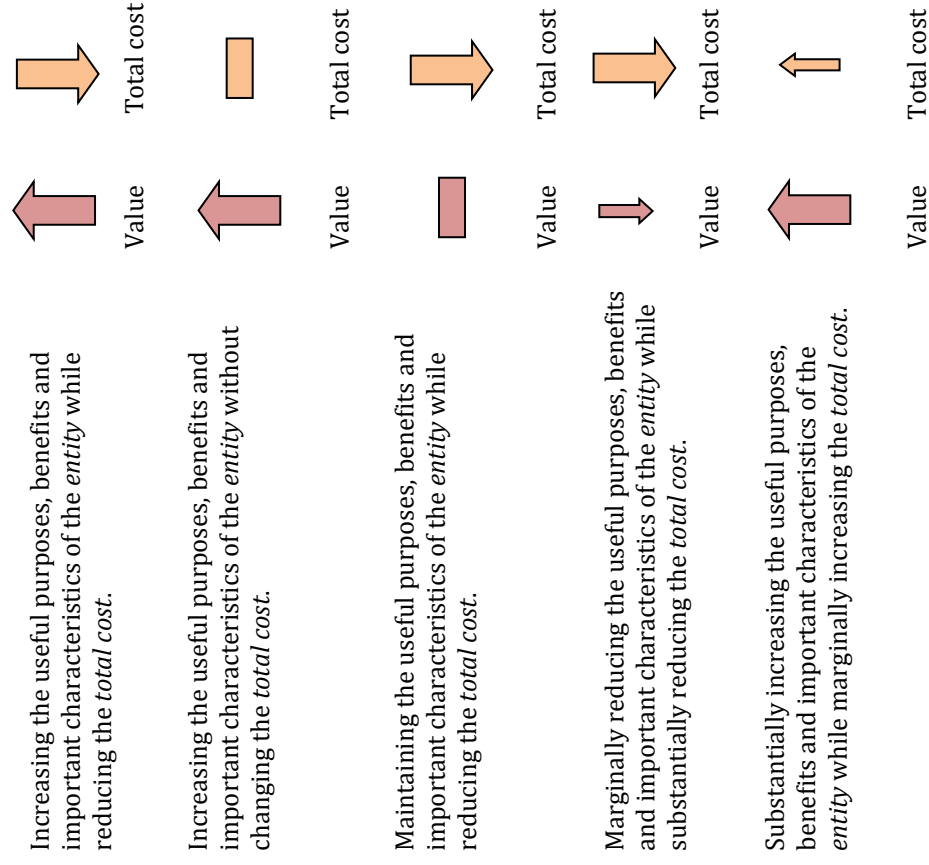 Increasing the useful purposes, benefits and
important characteristics of the entity while
reducing the total cost.
Value
Total cost
Increasing the useful purposes, benefits and
important characteristics of the entity without
changing the total cost.
Value
Total cost
Maintaining the useful purposes, benefits and
important characteristics of the entity while
reducing the total cost.
Value
Total cost
Marginally reducing the useful purposes, benefits
and important characteristics of the entity while
substantially reducing the total cost.
Value
Total cost
Substantially increasing the useful purposes,
benefits and important characteristics of the
entity while marginally increasing the total cost.
Value
Total cost